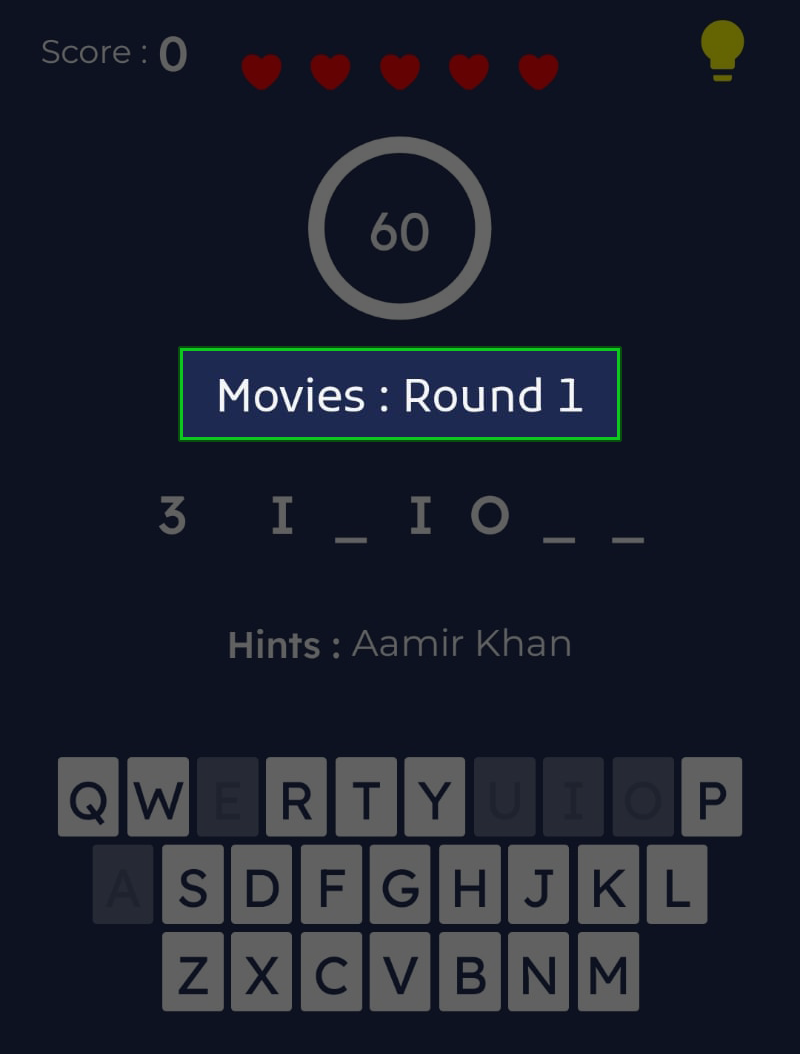 Score : 0
60
Movies : Round 1
3 I _ I O _ _
Hints : Aamir Khan
Q W E R T Y U I O P
A S D F G H J K L
Z X C V B N M